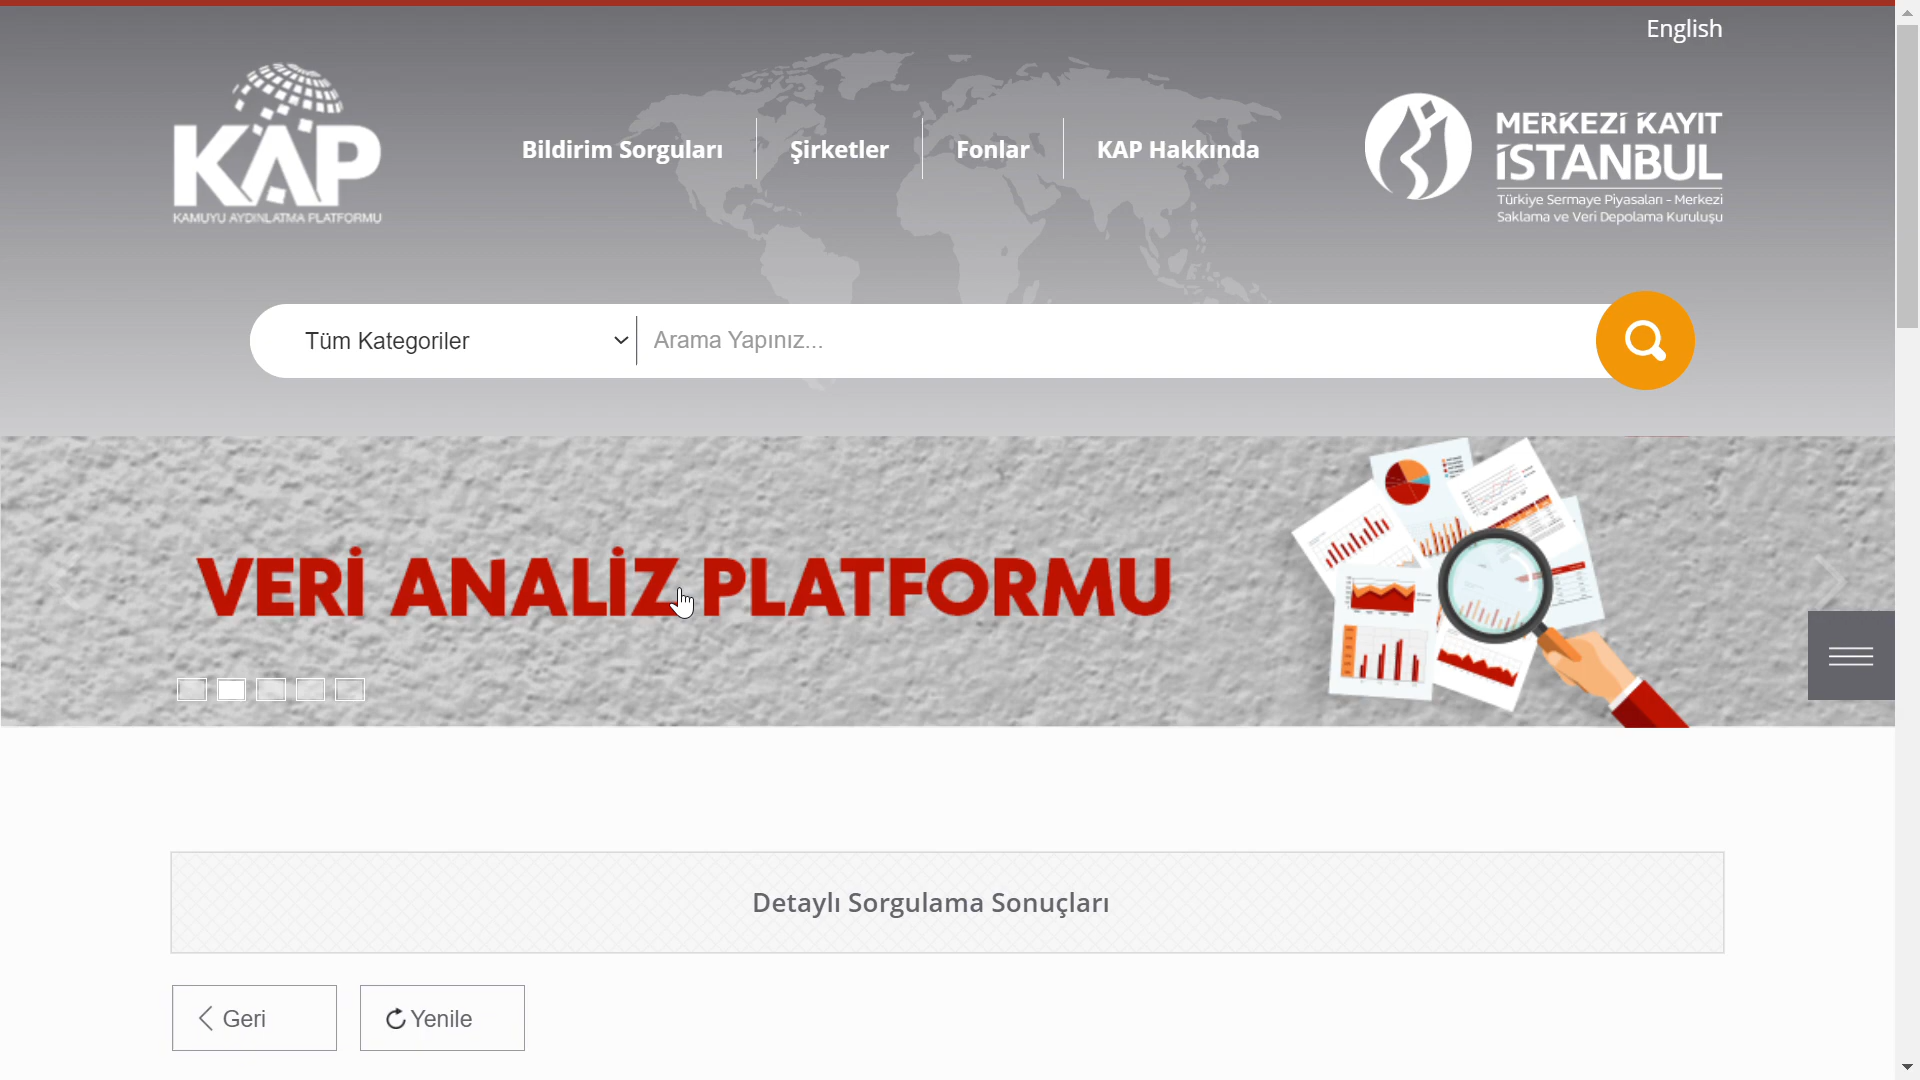 English
KAP
KAMUYU AYDINLATMA PLATFORMU
Bildirim Sorguları
Şirketler
Fonlar
KAP Hakkında
MERKEZİ KAYIT
İSTANBUL
Türkiye Sermaye Piyasaları - Merkezi
Saklama ve Veri Depolama Kuruluşu
Tüm Kategoriler
Arama Yapınız...
VERİ ANALİZ PLATFORMU
Detaylı Sorgulama Sonuçları
Geri
Yenile